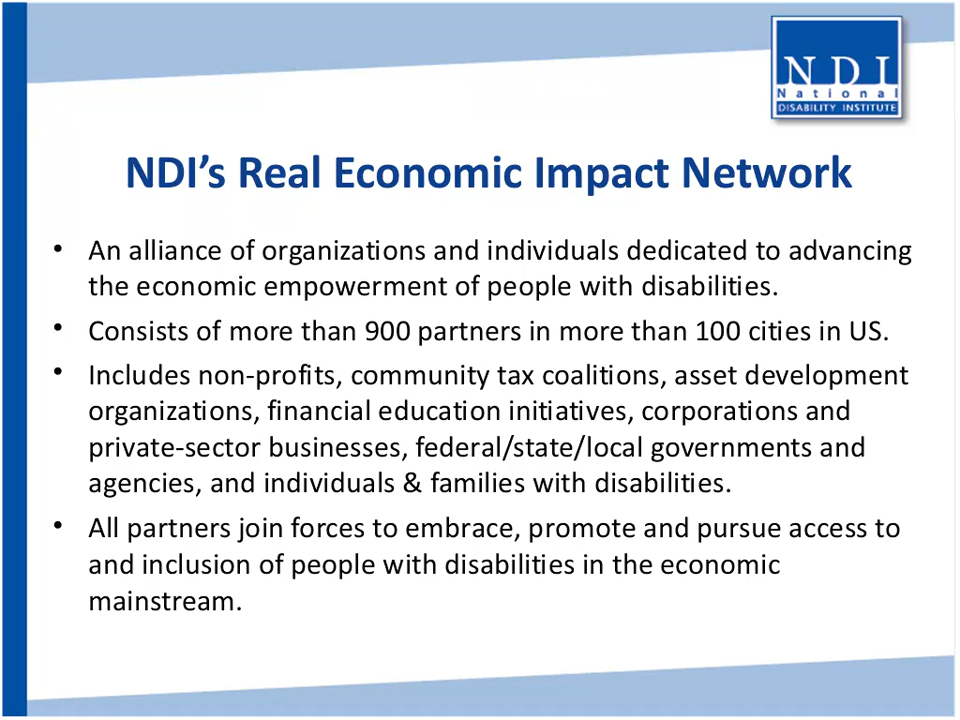 NDI
National
DISABILITY INSTITUTE
NDI’s Real Economic Impact Network
• An alliance of organizations and individuals dedicated to advancing
the economic empowerment of people with disabilities.
• Consists of more than 900 partners in more than 100 cities in US.
• Includes non-profits, community tax coalitions, asset development
organizations, financial education initiatives, corporations and
private-sector businesses, federal/state/local governments and
agencies, and individuals & families with disabilities.
• All partners join forces to embrace, promote and pursue access to
and inclusion of people with disabilities in the economic
mainstream.